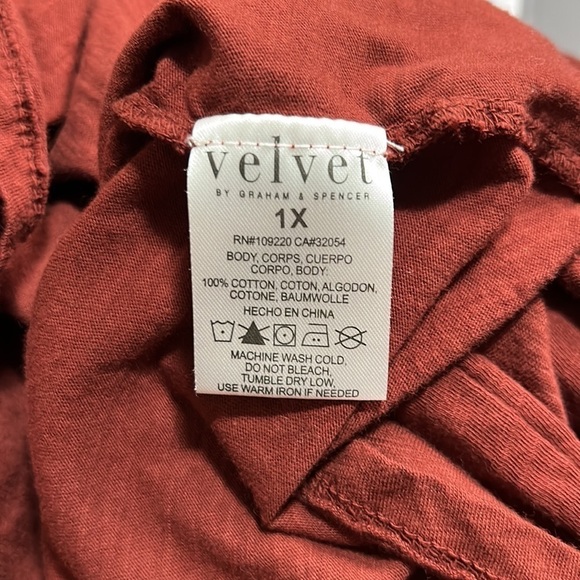 velvet
BY GRAHAM & SPENCER
1X
RN#109220 CA#32054
BODY, CORPS, CUERPO
CORPO, BODY:
100% COTTON, COTON, ALGODON,
COTONE, BAUMWOLLE
HECHO EN CHINA
MACHINE WASH COLD,
DO NOT BLEACH,
TUMBLE DRY LOW,
USE WARM IRON IF NEEDED